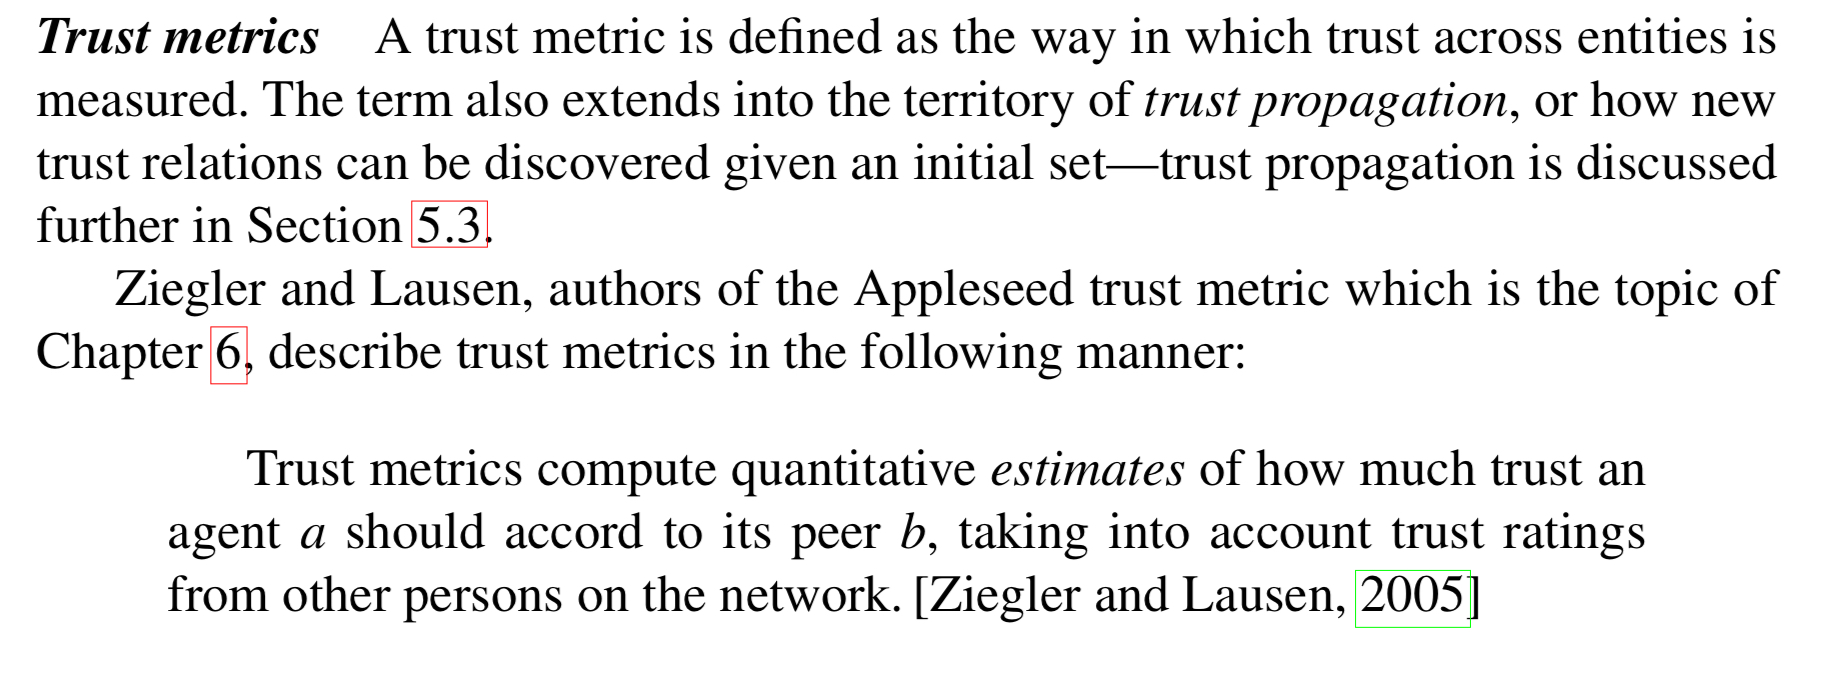 Trust metrics A trust metric is defined as the way in which trust across entities is
measured. The term also extends into the territory of trust propagation, or how new
trust relations can be discovered given an initial set—trust propagation is discussed
further in Section 5.3.
Ziegler and Lausen, authors of the Appleseed trust metric which is the topic of
Chapter 6, describe trust metrics in the following manner:
Trust metrics compute quantitative estimates of how much trust an
agent a should accord to its peer b, taking into account trust ratings
from other persons on the network. [Ziegler and Lausen, 2005]